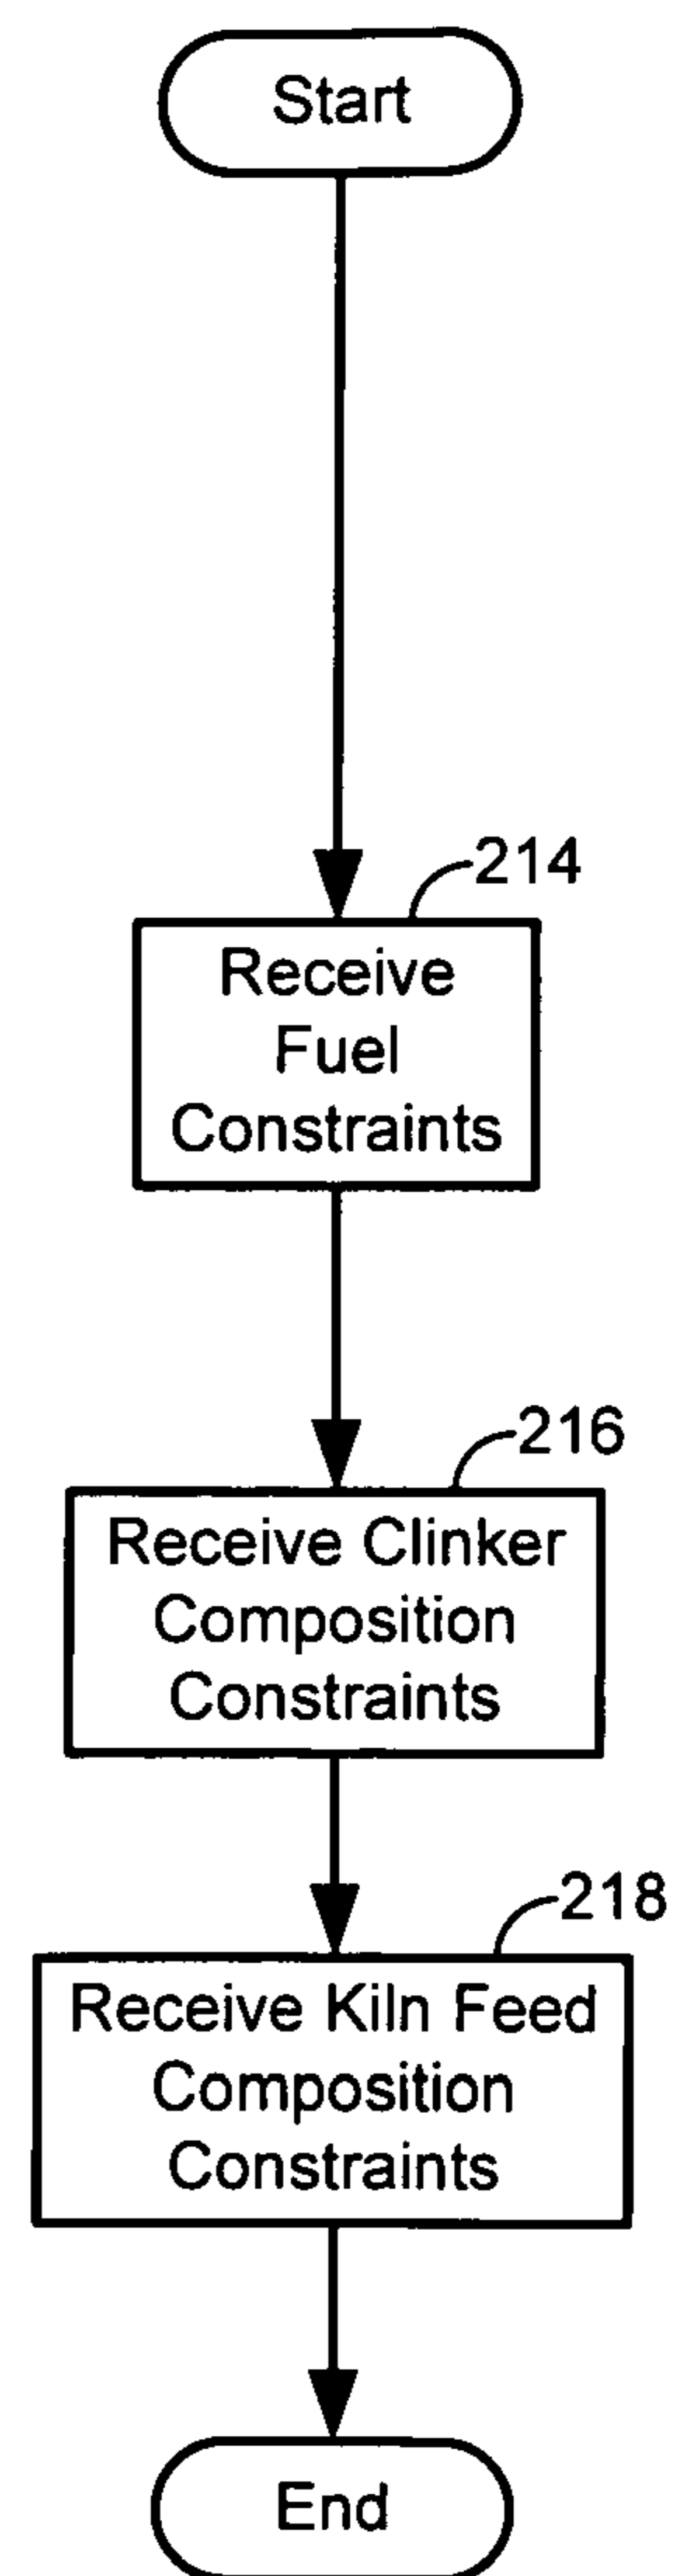 Start
214
Receive
Fuel
Constraints
216
Receive Clinker
Composition
Constraints
218
Receive Kiln Feed
Composition
Constraints
End